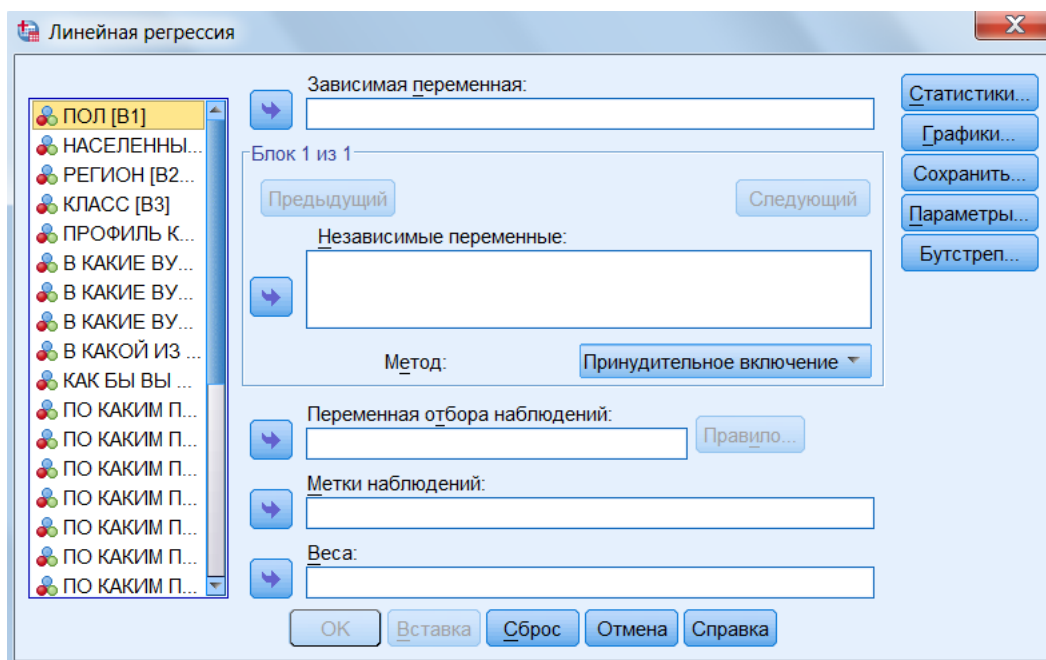 Линейная регрессия
ПОЛ [B1]
НАСЕЛЕННЫ...
РЕГИОН [B2...
КЛАСС [B3]
ПРОФИЛЬ К...
В КАКИЕ ВУ...
В КАКИЕ ВУ...
В КАКИЕ ВУ...
В КАКОЙ ИЗ ...
КАК БЫ ВЫ ...
ПО КАКИМ П...
ПО КАКИМ П...
ПО КАКИМ П...
ПО КАКИМ П...
ПО КАКИМ П...
ПО КАКИМ П...
ПО КАКИМ П...
Зависимая переменная:
Блок 1 из 1
Предыдущий
Следующий
Независимые переменные:
Метод:
Принудительное включение
Переменная отбора наблюдений:
Правило...
Метки наблюдений:
Веса:
Статистики...
Графики...
Сохранить...
Параметры...
Бутстреп...
OK
Вставка
Сброс
Отмена
Справка